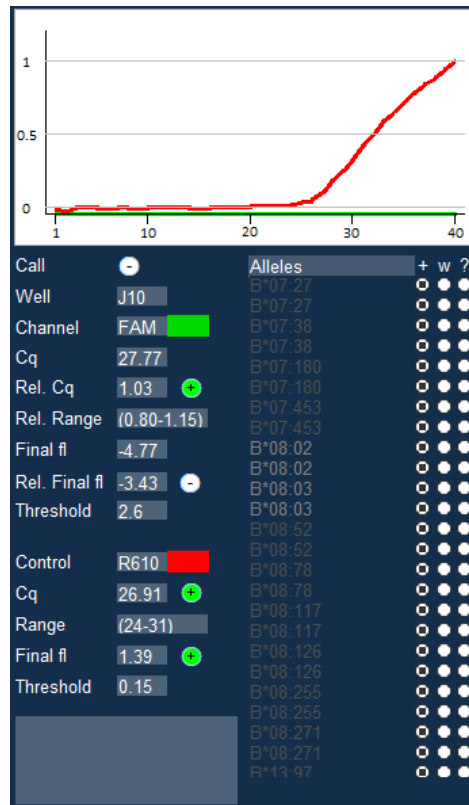 1
0.5
0
1 10 20 30 40
Call -
Well J10
Channel FAM
Cq 27.77
Rel. Cq 1.03 +
Rel. Range (0.80-1.15)
Final fl -4.77
Rel. Final fl -3.43 -
Threshold 2.6
Control R610
Cq 26.91 +
Range (24-31)
Final fl 1.39 +
Threshold 0.15
Alleles + w ?
B*07:27
B*07:27
B*07:38
B*07:38
B*07:180
B*07:180
B*07:453
B*07:453
B*08:02
B*08:02
B*08:03
B*08:03
B*08:52
B*08:52
B*08:78
B*08:78
B*08:117
B*08:117
B*08:126
B*08:126
B*08:255
B*08:255
B*08:271
B*08:271
B*13:97